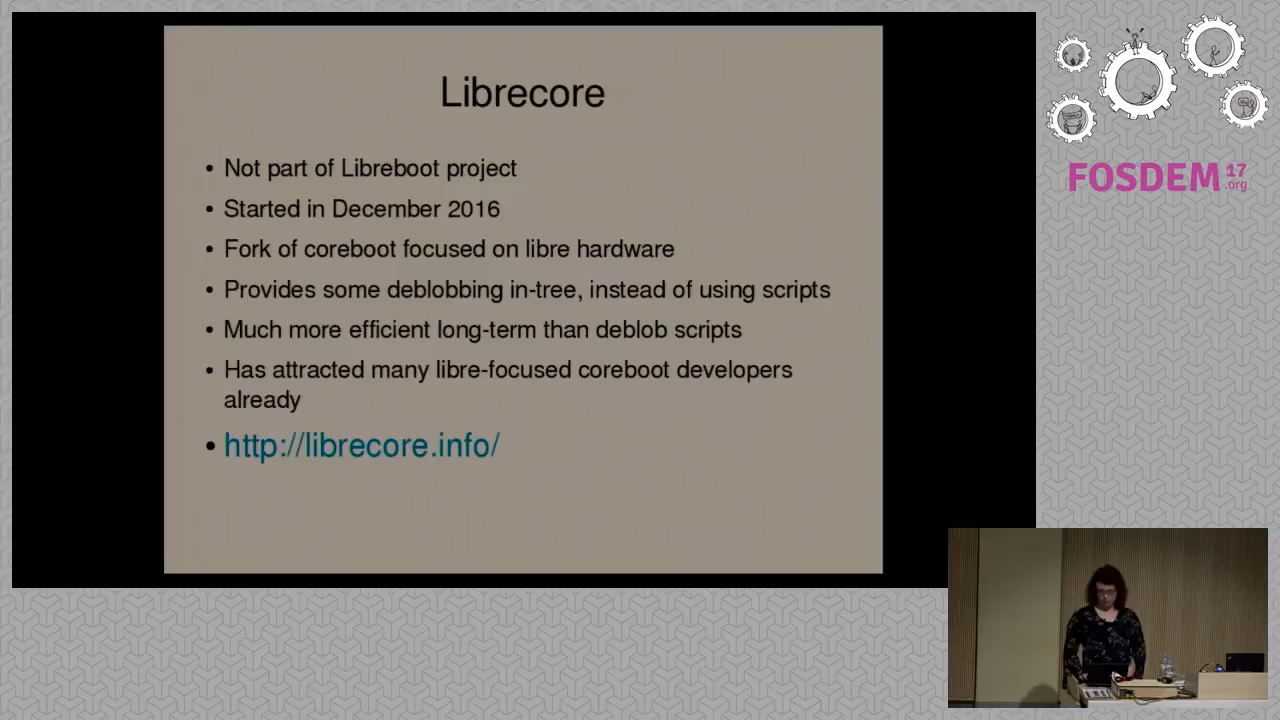 Librecore
• Not part of Libreboot project
• Started in December 2016
• Fork of coreboot focused on libre hardware
• Provides some deblobbing in-tree, instead of using scripts
• Much more efficient long-term than deblob scripts
• Has attracted many libre-focused coreboot developers
already
• http://librecore.info/
FOSDEM 17
.org